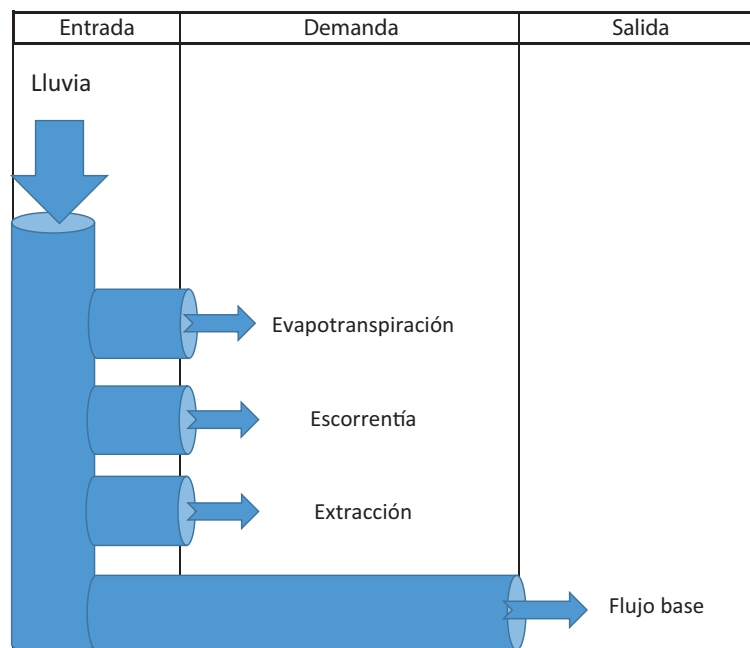 Entrada
Demanda
Salida
Lluvia
Evapotranspiración
Escorrentía
Extracción
Flujo base